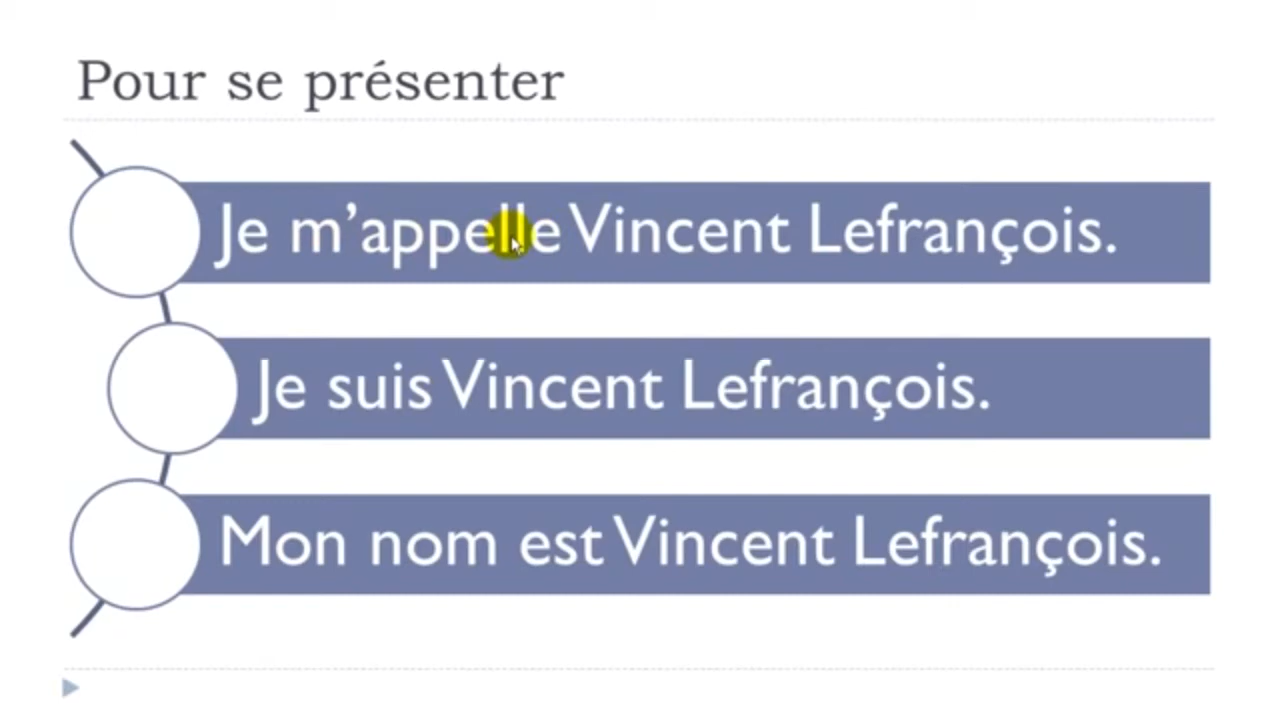 Pour se présenter
Je m’appelle Vincent Lefrançois.
Je suis Vincent Lefrançois.
Mon nom est Vincent Lefrançois.